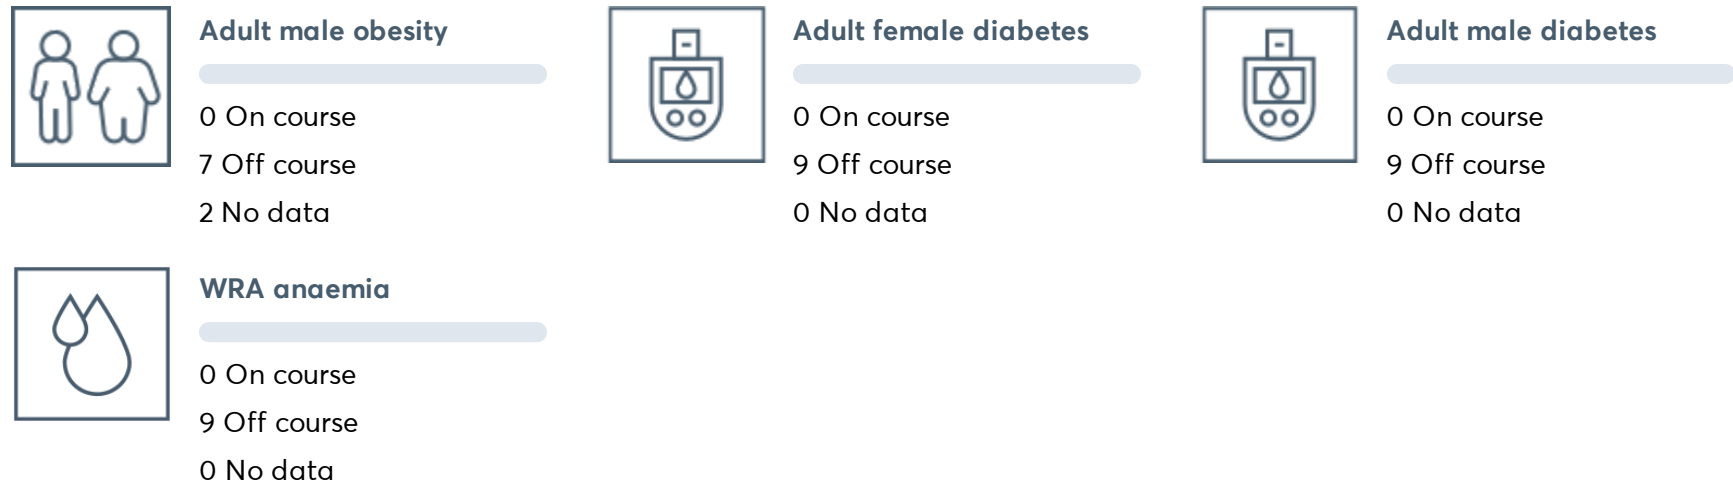 Adult male obesity
0 On course
7 Off course
2 No data
Adult female diabetes
0 On course
9 Off course
0 No data
Adult male diabetes
0 On course
9 Off course
0 No data
WRA anaemia
0 On course
9 Off course
0 No data